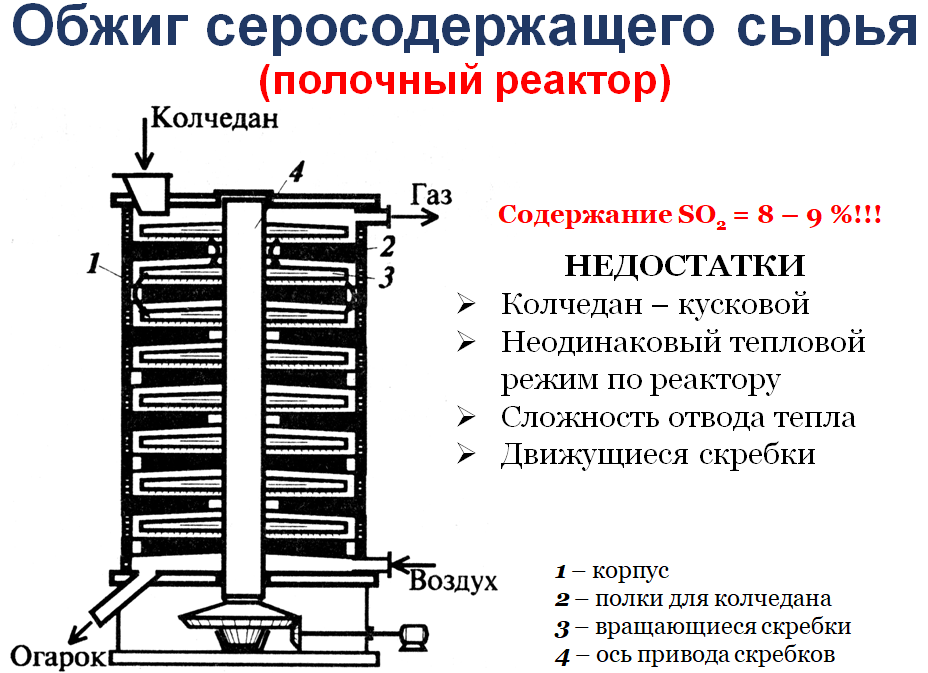 Обжиг серосодержащего сырья
(полочный реактор)
Колчедан
4
Газ
Содержание SO₂ = 8 – 9 %!!!
2
1
3
НЕДОСТАТКИ
➢ Колчедан – кусковой
➢ Неодинаковый тепловой
режим по реактору
➢ Сложность отвода тепла
➢ Движущиеся скребки
Воздух
Огарок
1 – корпус
2 – полки для колчедана
3 – вращающиеся скребки
4 – ось привода скребков